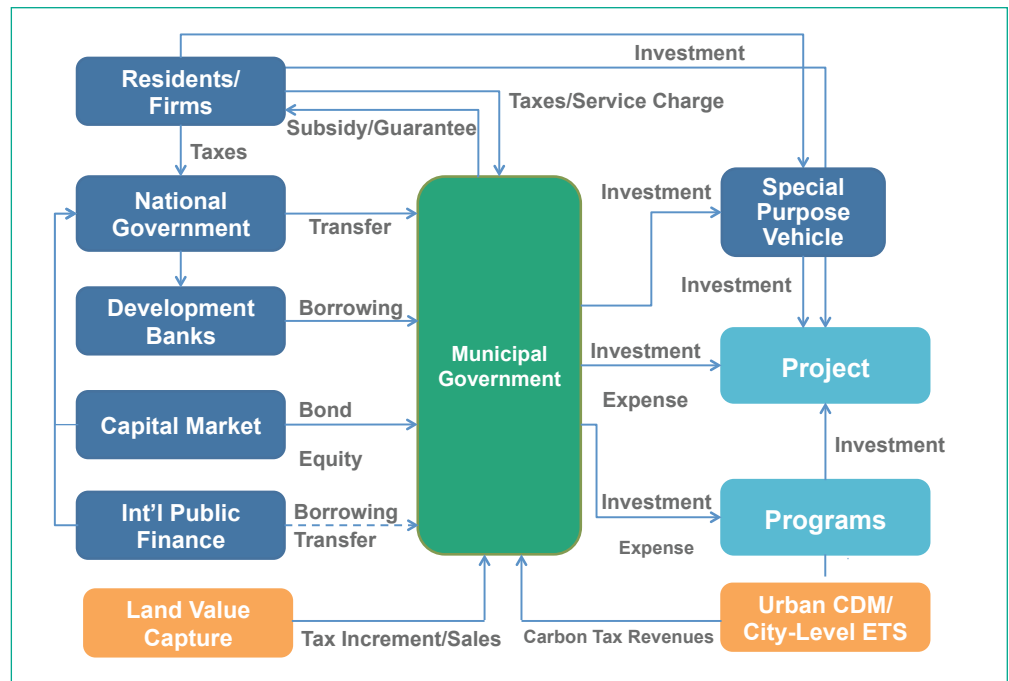 Investment
Residents/
Firms
Taxes/Service Charge
Subsidy/Guarantee
Taxes
National
Government
Transfer
Investment
Special
Purpose
Vehicle
Investment
Development
Banks
Borrowing
Municipal
Government
Investment
Expense
Project
Capital Market
Bond
Equity
Investment
Int’l Public
Finance
Borrowing
Transfer
Investment
Expense
Programs
Land Value
Capture
Tax Increment/Sales
Carbon Tax Revenues
Urban CDM/
City-Level ETS